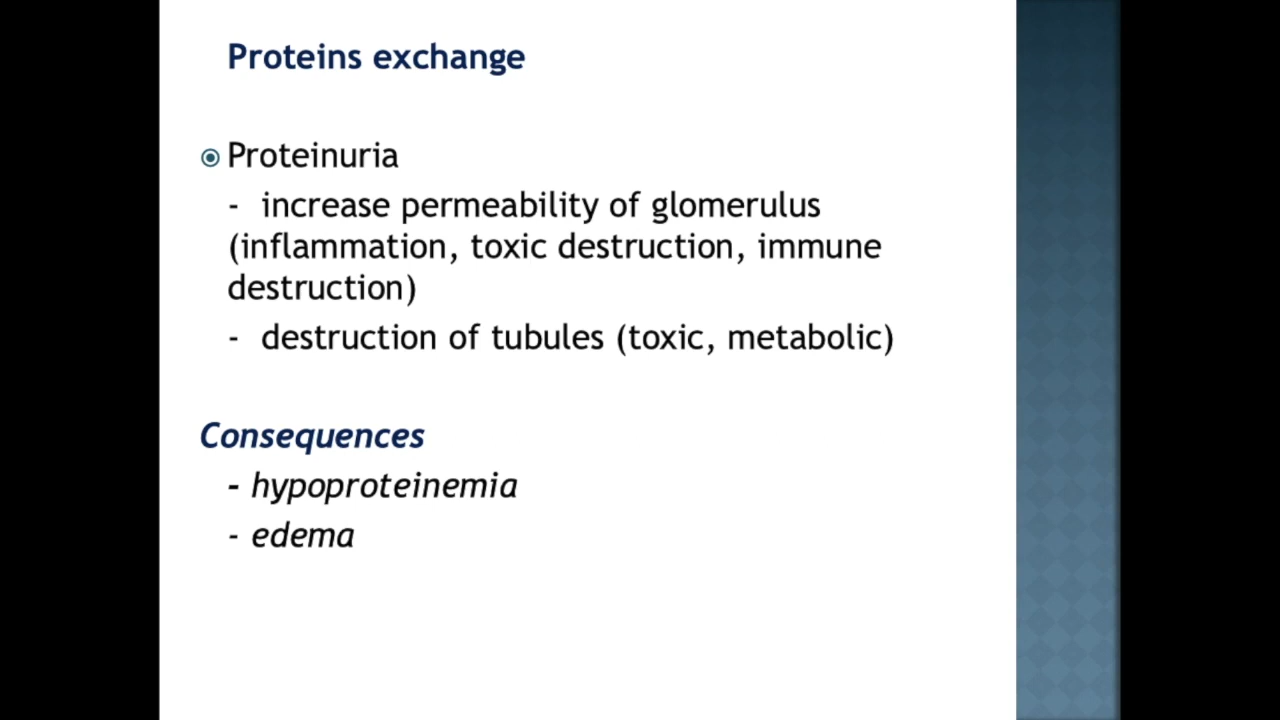 Proteins exchange
Proteinuria
- increase permeability of glomerulus
(inflammation, toxic destruction, immune
destruction)
- destruction of tubules (toxic, metabolic)
Consequences
- hypoproteinemia
- edema